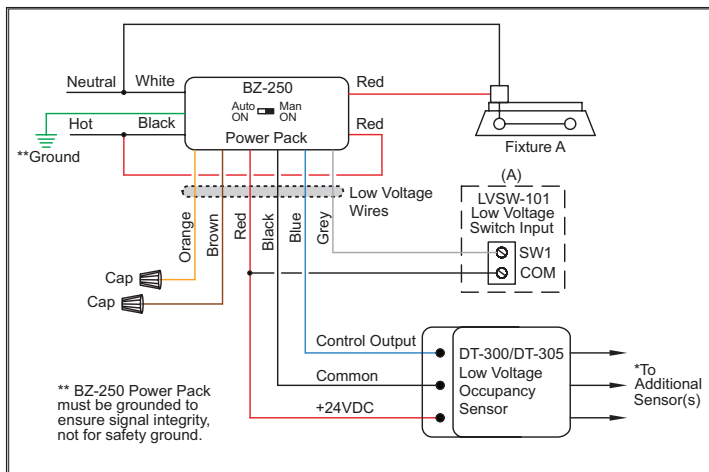 Neutral
White
BZ-250
Auto
ON
Man
ON
Power Pack
Red
Hot
Black
Red
**Ground
Fixture A
Low Voltage
Wires
Orange
Brown
Red
Black
Blue
Grey
(A)
LVSW-101
Low Voltage
Switch Input
SW1
COM
Cap
Cap
Control Output
Common
+24VDC
DT-300/DT-305
Low Voltage
Occupancy
Sensor
*To
Additional
Sensor(s)
** BZ-250 Power Pack
must be grounded to
ensure signal integrity,
not for safety ground.